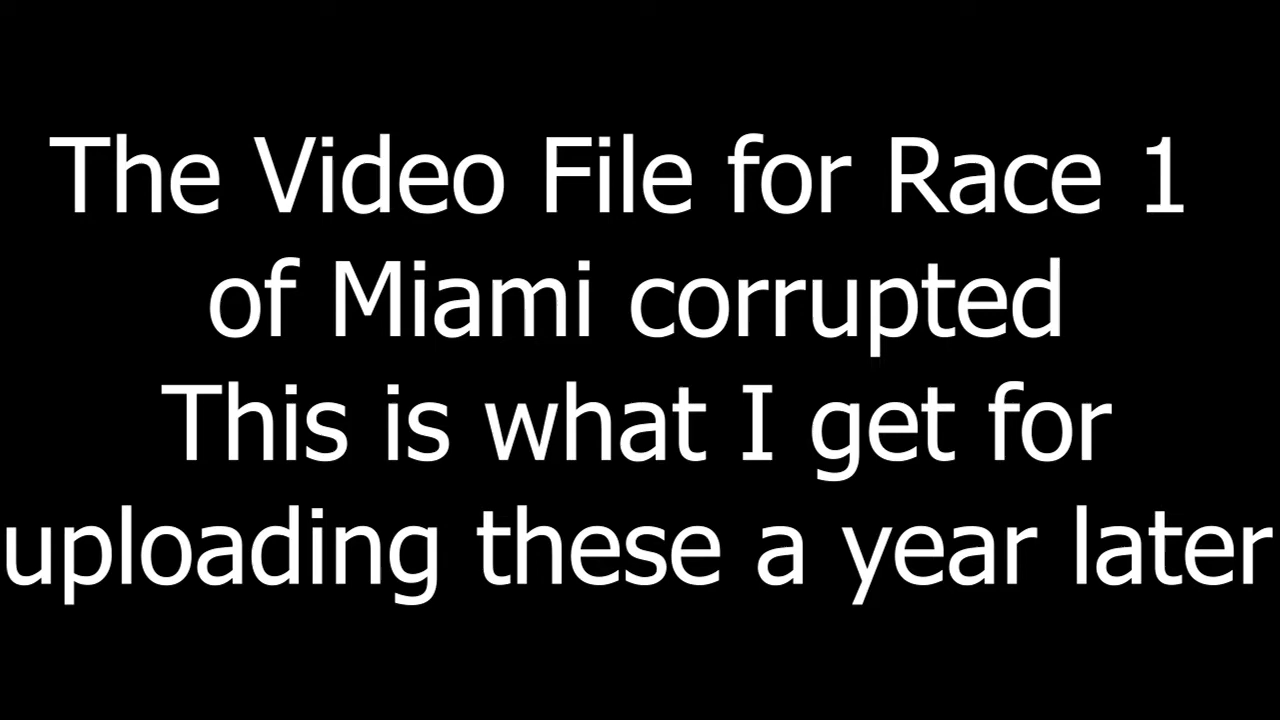 The Video File for Race 1
of Miami corrupted
This is what I get for
uploading these a year later